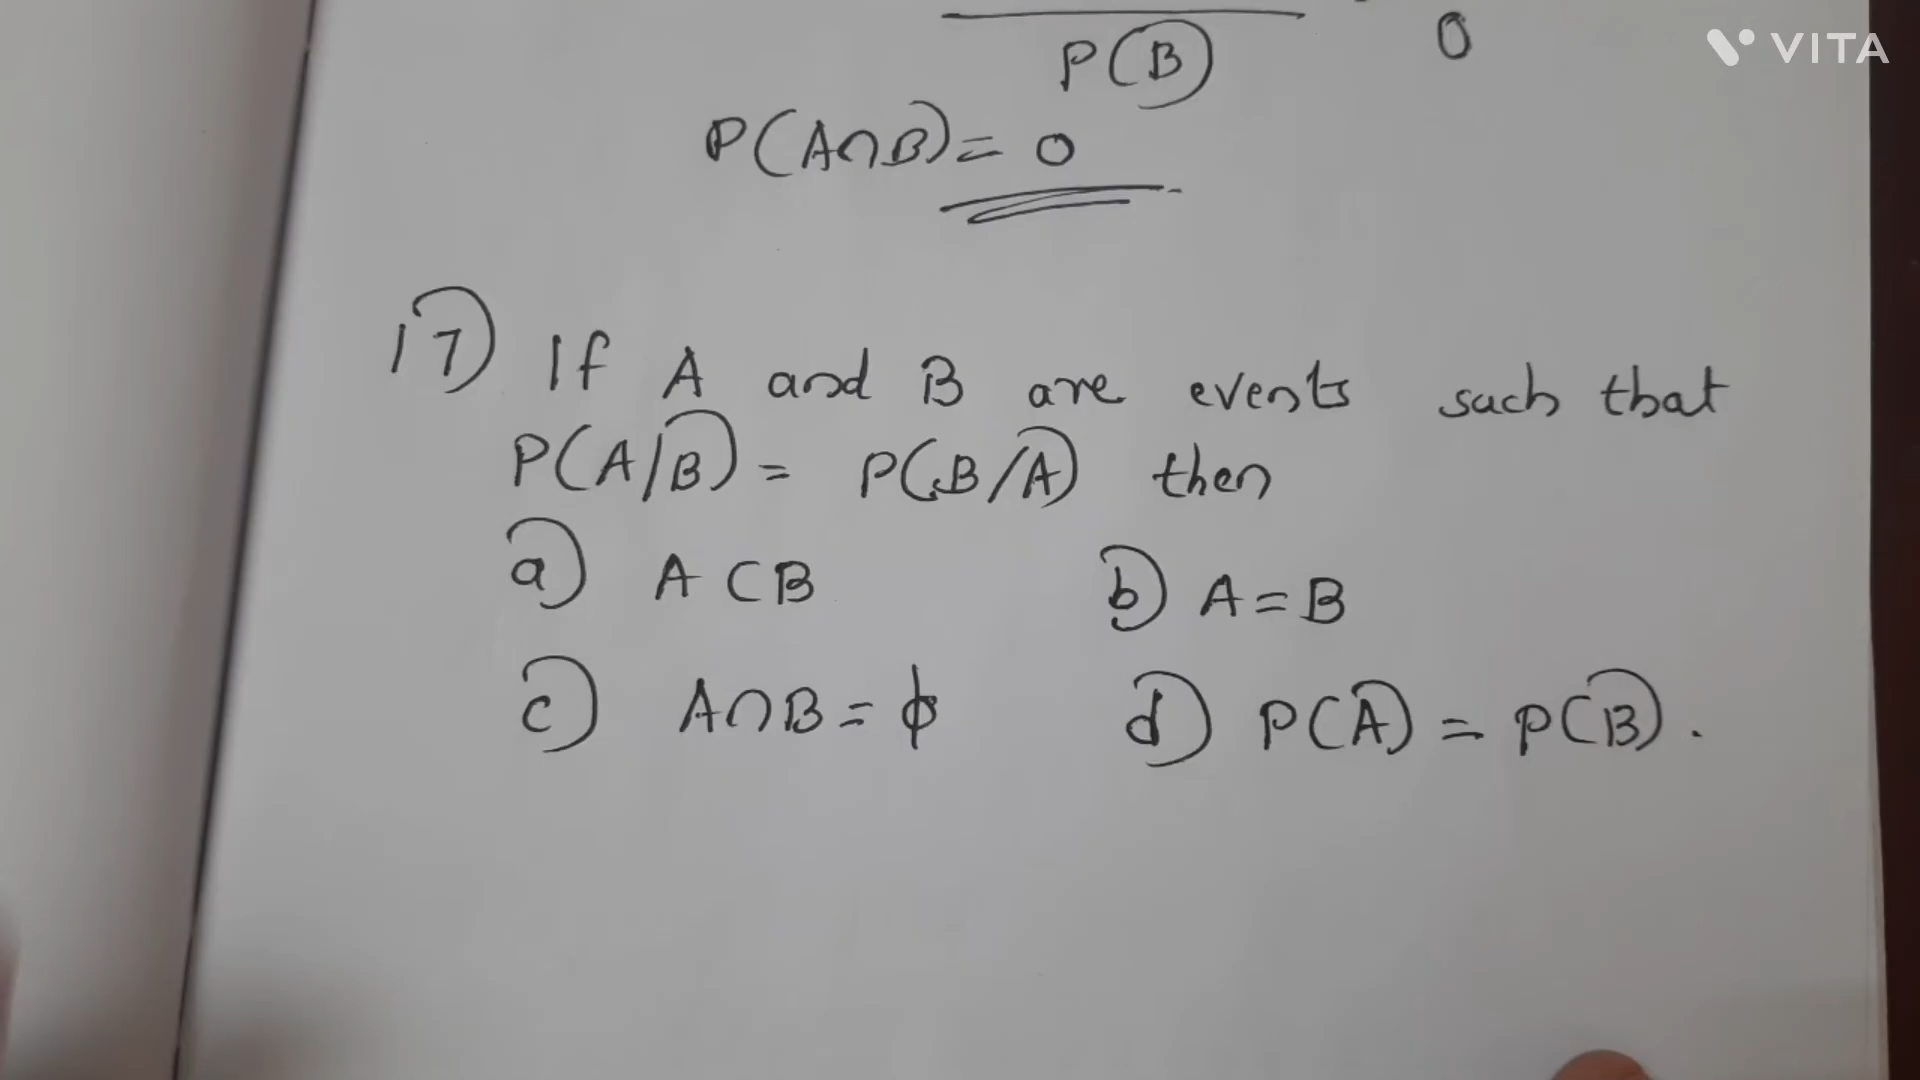 P(B) 0
VITA
P(A∩B) = 0
17) If A and B are events such that
P(A/B) = P(B/A) then
a) A ⊂ B b) A = B
c) A∩B = ϕ d) P(A) = P(B).